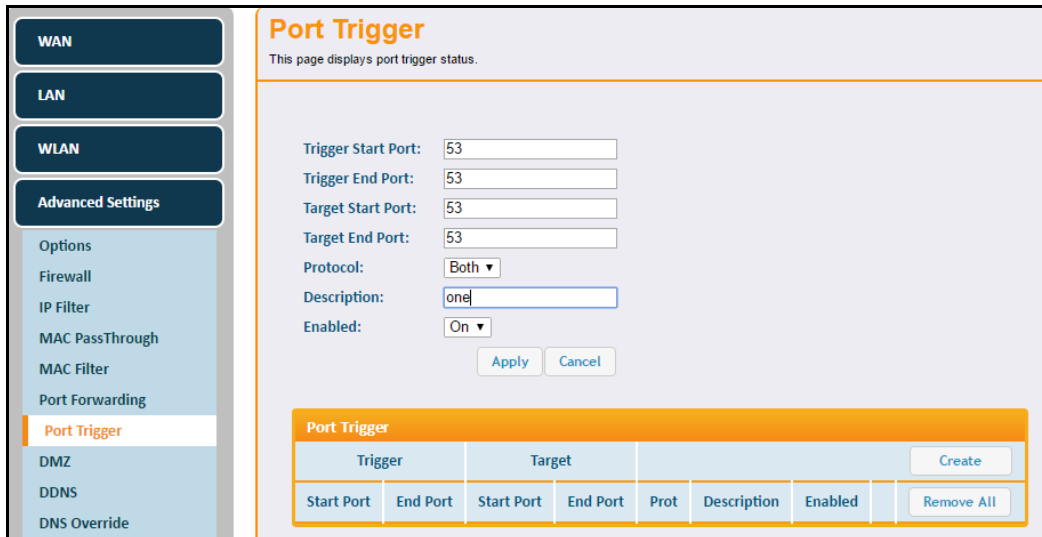 WAN
LAN
WLAN
Advanced Settings
Options
Firewall
IP Filter
MAC PassThrough
MAC Filter
Port Forwarding
Port Trigger
DMZ
DDNS
DNS Override
Port Trigger
This page displays port trigger status.
Trigger Start Port: 53
Trigger End Port: 53
Target Start Port: 53
Target End Port: 53
Protocol: Both
Description: one
Enabled: On
Apply Cancel
Port Trigger
Trigger Target Create
Start Port End Port Start Port End Port Prot Description Enabled Remove All